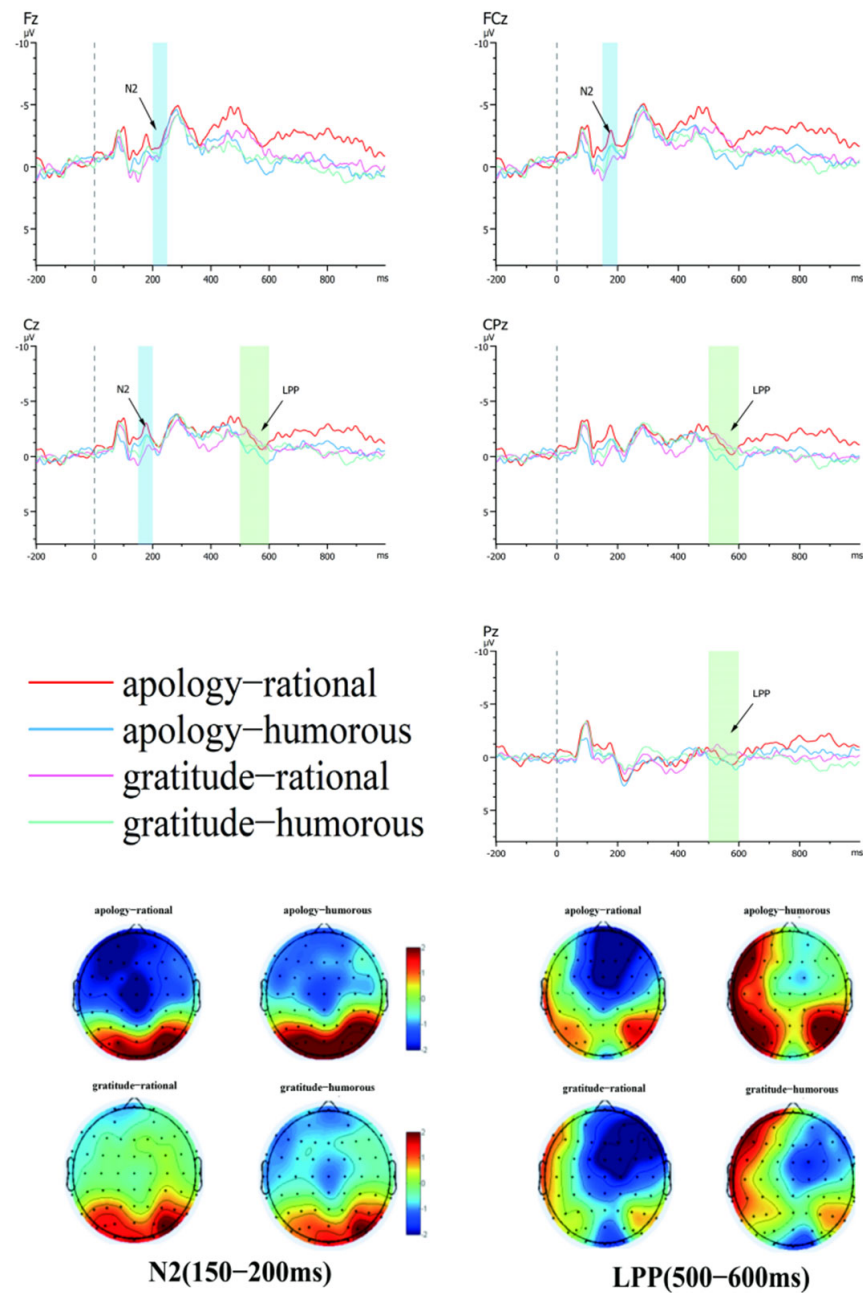 Fz
µV
-10
-5
0
5
N2
-200 0 200 400 600 800 ms
FCz
µV
-10
-5
0
5
N2
-200 0 200 400 600 800 ms
Cz
µV
-10
-5
0
5
N2
LPP
-200 0 200 400 600 800 ms
CPz
µV
-10
-5
0
5
LPP
-200 0 200 400 600 800 ms
Pz
µV
-10
-5
0
5
LPP
-200 0 200 400 600 800 ms
apology–rational
apology–humorous
gratitude–rational
gratitude–humorous
apology–rational
apology–humorous
2
1
0
-1
-2
gratitude–rational
gratitude–humorous
2
1
0
-1
-2
N2(150–200ms)
apology–rational
apology–humorous
gratitude–rational
gratitude–humorous
LPP(500–600ms)